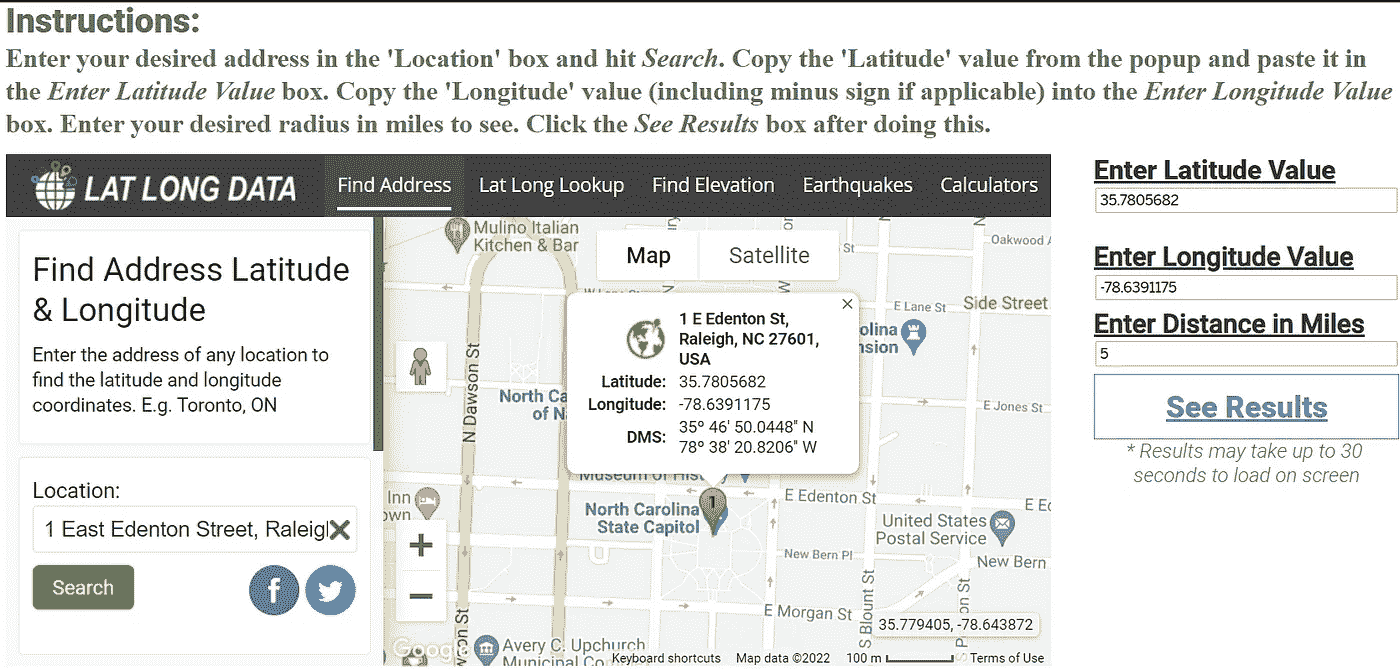 Instructions:
Enter your desired address in the 'Location' box and hit Search. Copy the 'Latitude' value from the popup and paste it in
the Enter Latitude Value box. Copy the 'Longitude' value (including minus sign if applicable) into the Enter Longitude Value
box. Enter your desired radius in miles to see. Click the See Results box after doing this.
LAT LONG DATA
Find Address
Lat Long Lookup
Find Elevation
Earthquakes
Calculators
Find Address Latitude
& Longitude
Enter the address of any location to
find the latitude and longitude
coordinates. E.g. Toronto, ON
Location:
1 East Edenton Street, Raleigh
Search
Mulino Italian
Kitchen & Bar
Map
Satellite
St
Oakwood A
E Lane St
Side Street
1 E Edenton St,
Raleigh, NC 27601,
USA
Latitude: 35.7805682
Longitude: -78.6391175
DMS: 35º 46' 50.0448" N
78º 38' 20.8206" W
N Dawson St
North Ca
of N
E Jones St
Museum of Hist
Inn
North Carolina
State Capitol
1
E Edenton St
E Ed
United States
Postal Service
New Bern Pl
New Bern
E Morgan St
S Blount St
35.779405, -78.643872
Avery C. Upchurch
Municipal Co
Google
Keyboard shortcuts
Map data ©2022
100 m
Terms of Use
Enter Latitude Value
35.7805682
Enter Longitude Value
-78.6391175
Enter Distance in Miles
5
See Results
* Results may take up to 30
seconds to load on screen